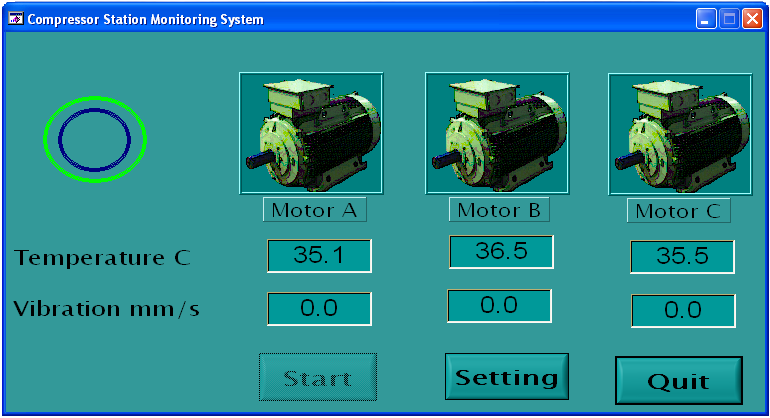 Compressor Station Monitoring System
Motor A Motor B Motor C
Temperature C 35.1 36.5 35.5
Vibration mm/s 0.0 0.0 0.0
Start Setting Quit